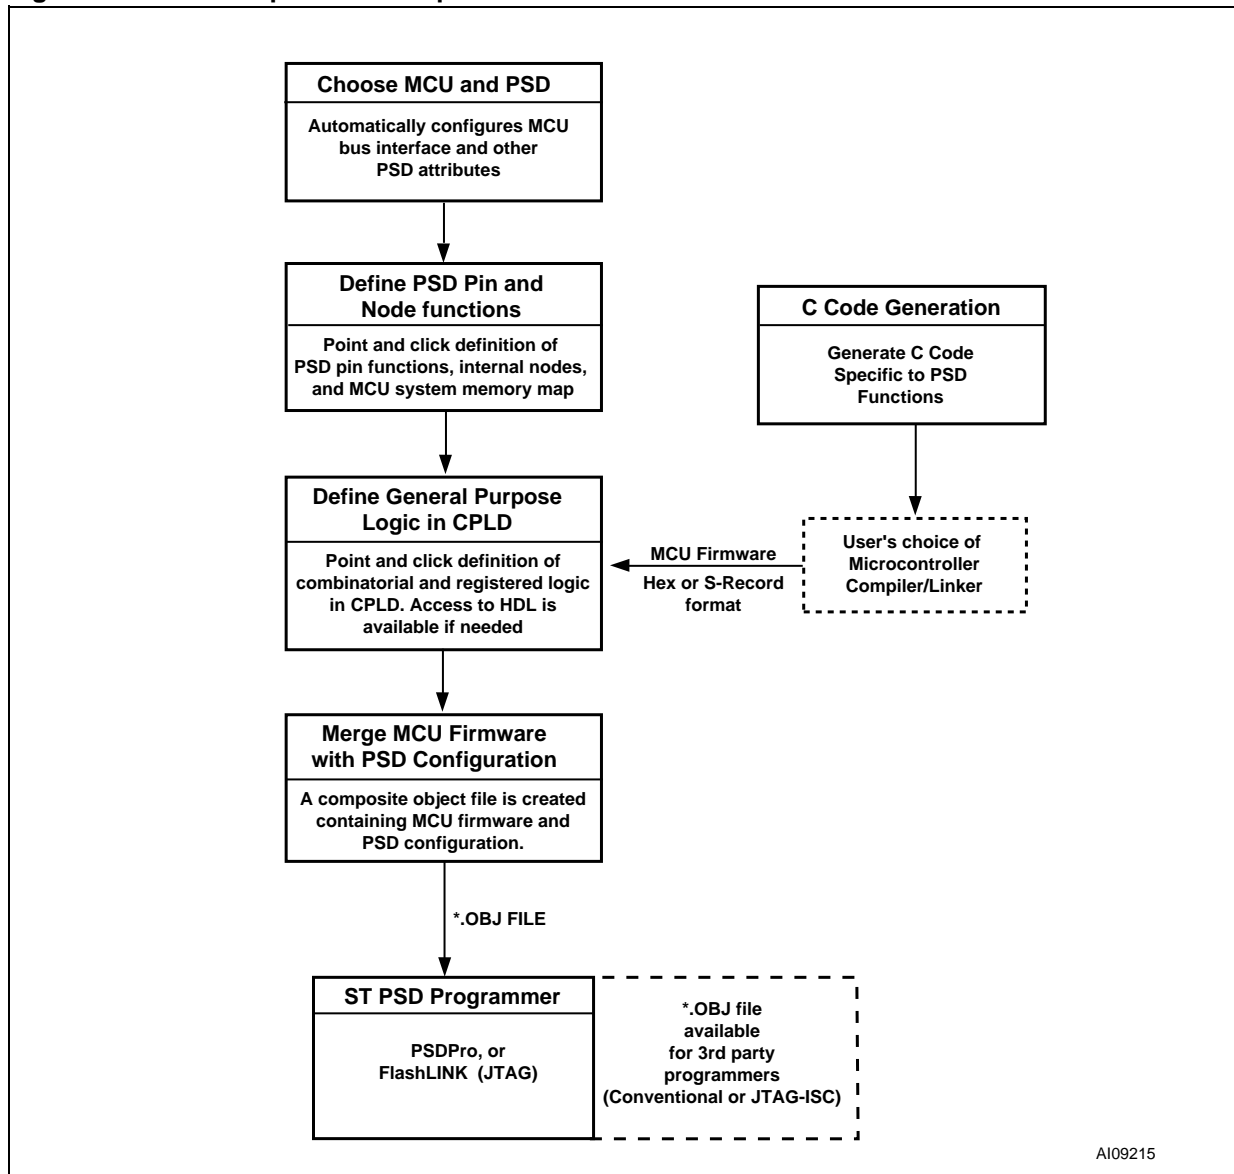 Choose MCU and PSD
Automatically configures MCU
bus interface and other
PSD attributes
Define PSD Pin and
Node functions
Point and click definition of
PSD pin functions, internal nodes,
and MCU system memory map
C Code Generation
Generate C Code
Specific to PSD
Functions
Define General Purpose
Logic in CPLD
Point and click definition of
combinatorial and registered logic
in CPLD. Access to HDL is
available if needed
MCU Firmware
Hex or S-Record
format
User's choice of
Microcontroller
Compiler/Linker
Merge MCU Firmware
with PSD Configuration
A composite object file is created
containing MCU firmware and
PSD configuration.
*.OBJ FILE
ST PSD Programmer
PSDPro, or
FlashLINK (JTAG)
*.OBJ file
available
for 3rd party
programmers
(Conventional or JTAG-ISC)
AI09215